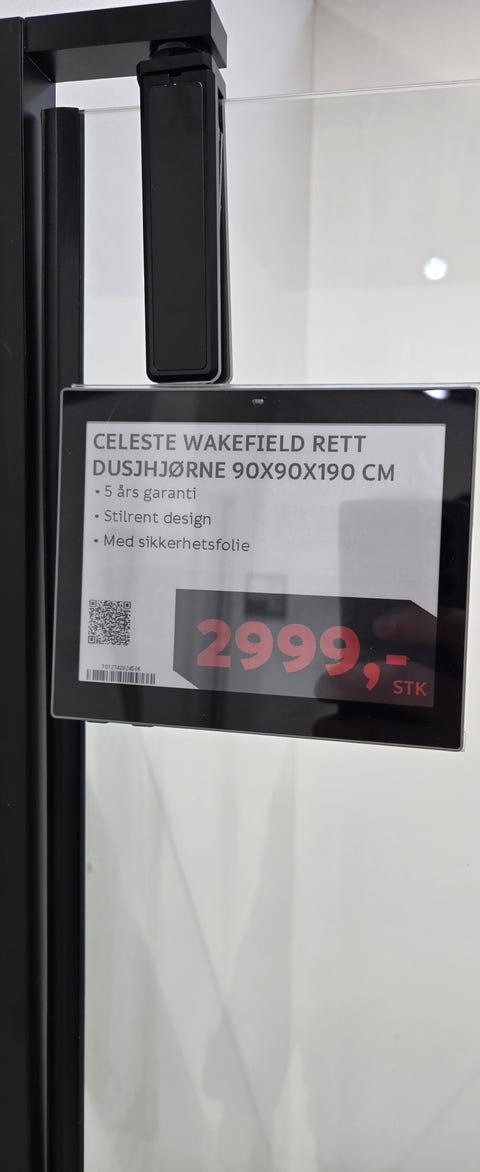 CELESTE WAKEFIELD RETT
DUSJHJØRNE 90X90X190 CM
• 5 års garanti
• Stilrent design
• Med sikkerhetsfolie
2999,-
STK